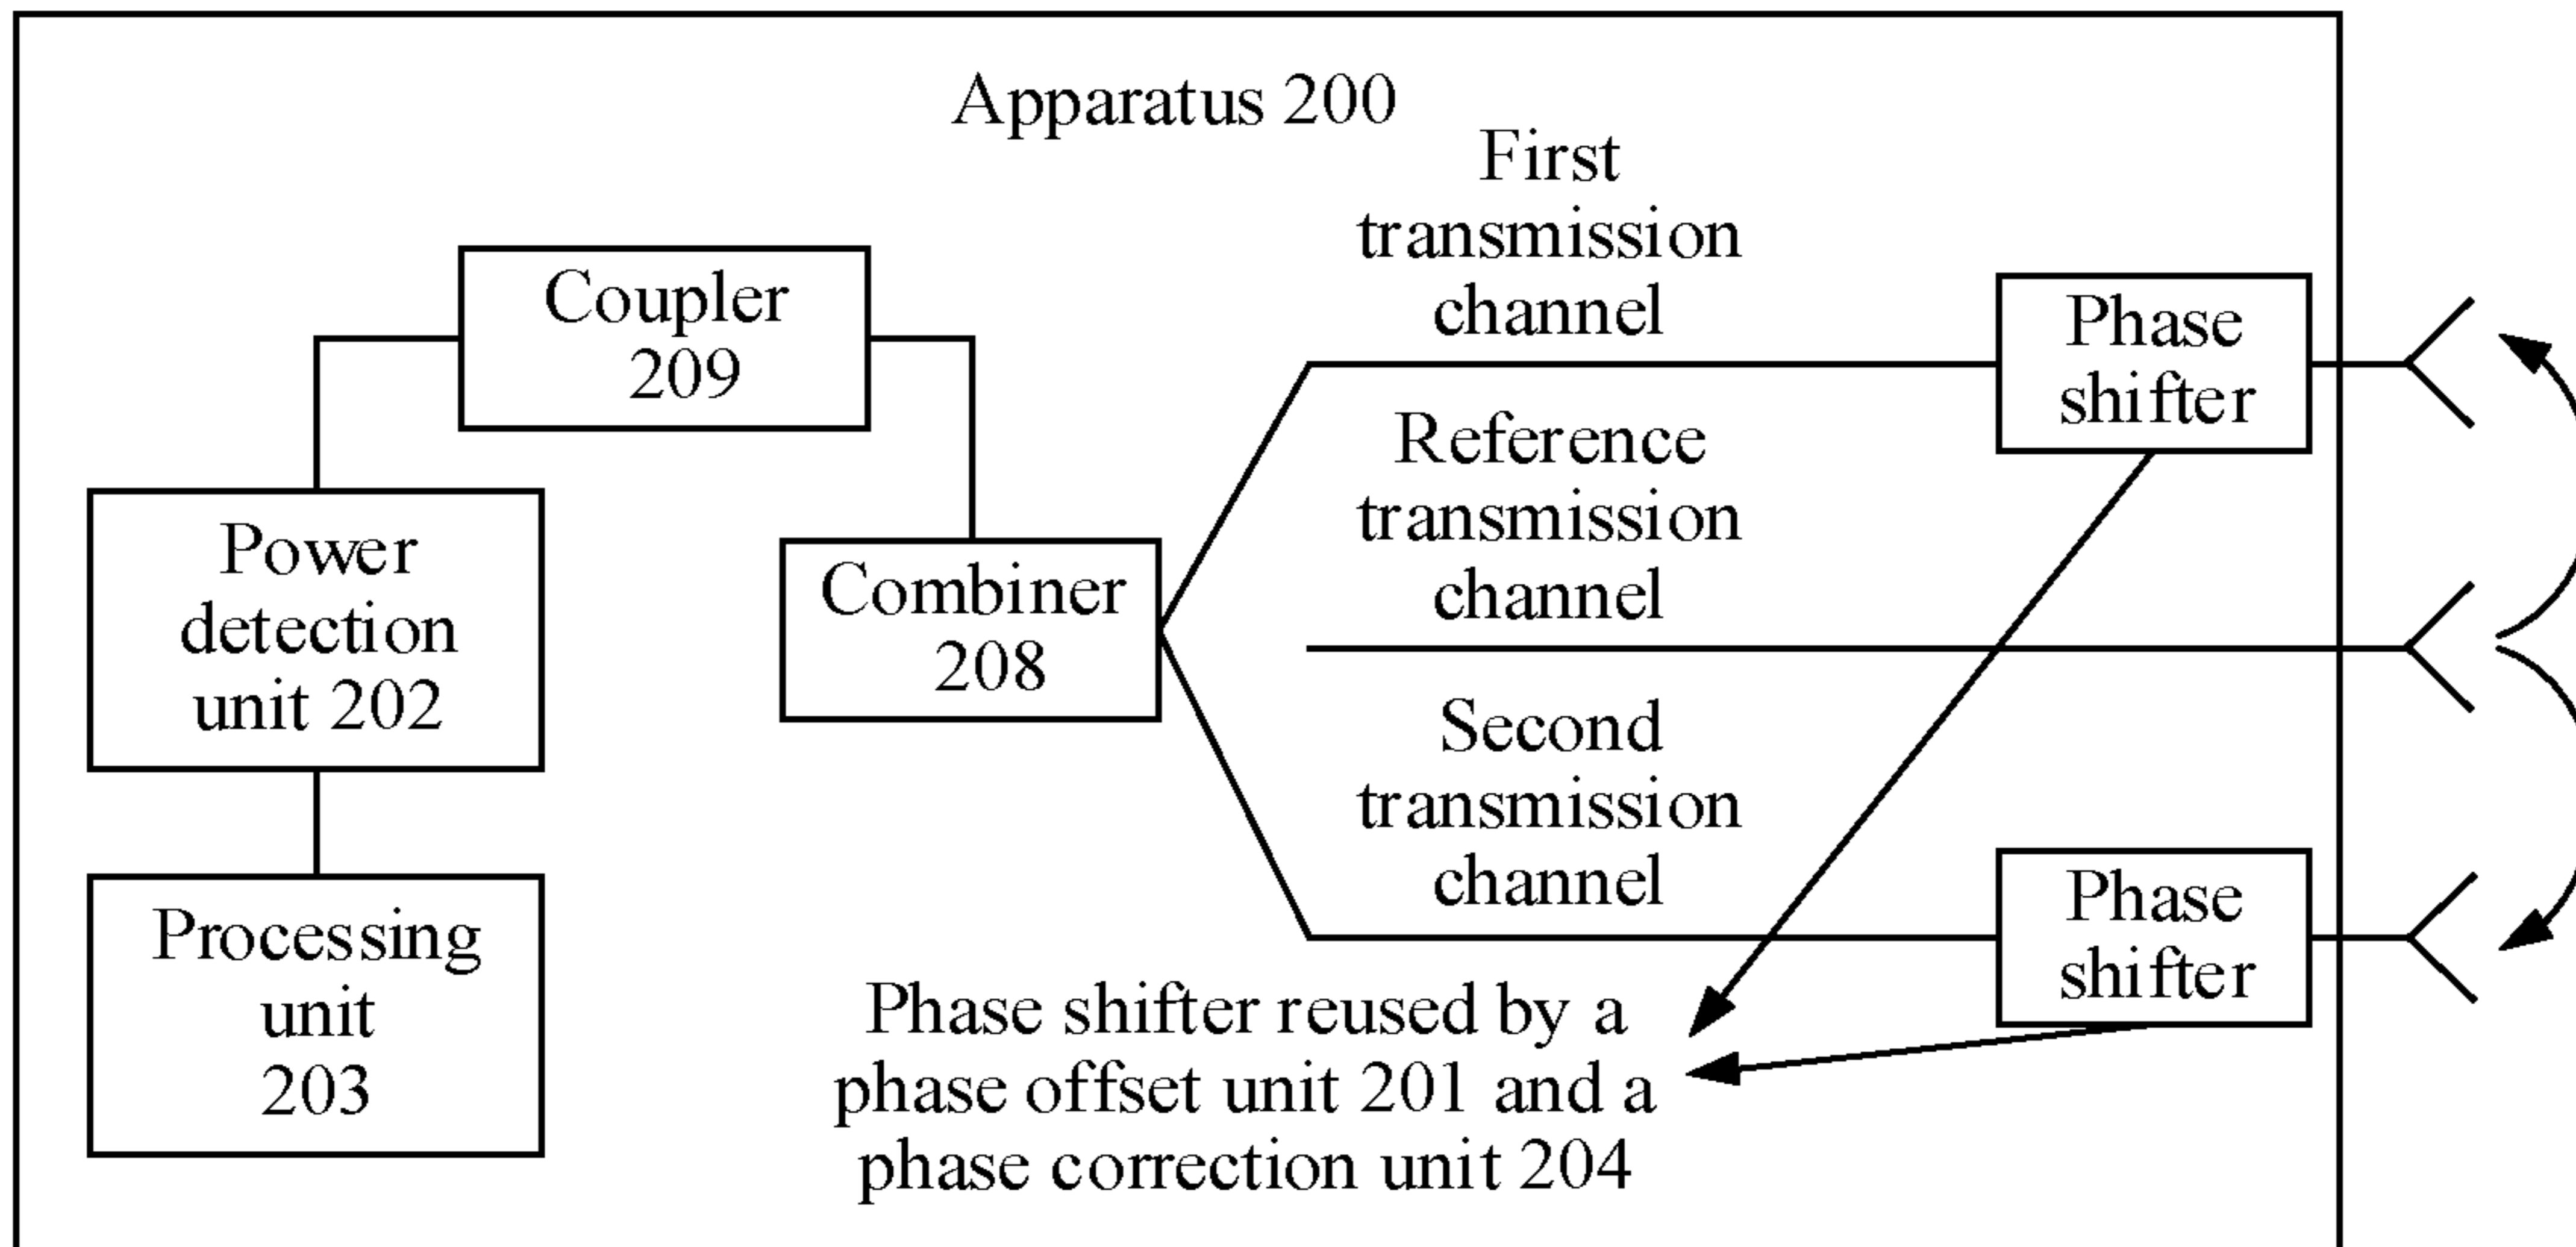 Apparatus 200
First
transmission
channel
Coupler
209
Phase
shifter
Reference
transmission
channel
Power
detection
unit 202
Combiner
208
Second
transmission
channel
Phase
shifter
Processing
unit
203
Phase shifter reused by a
phase offset unit 201 and a
phase correction unit 204